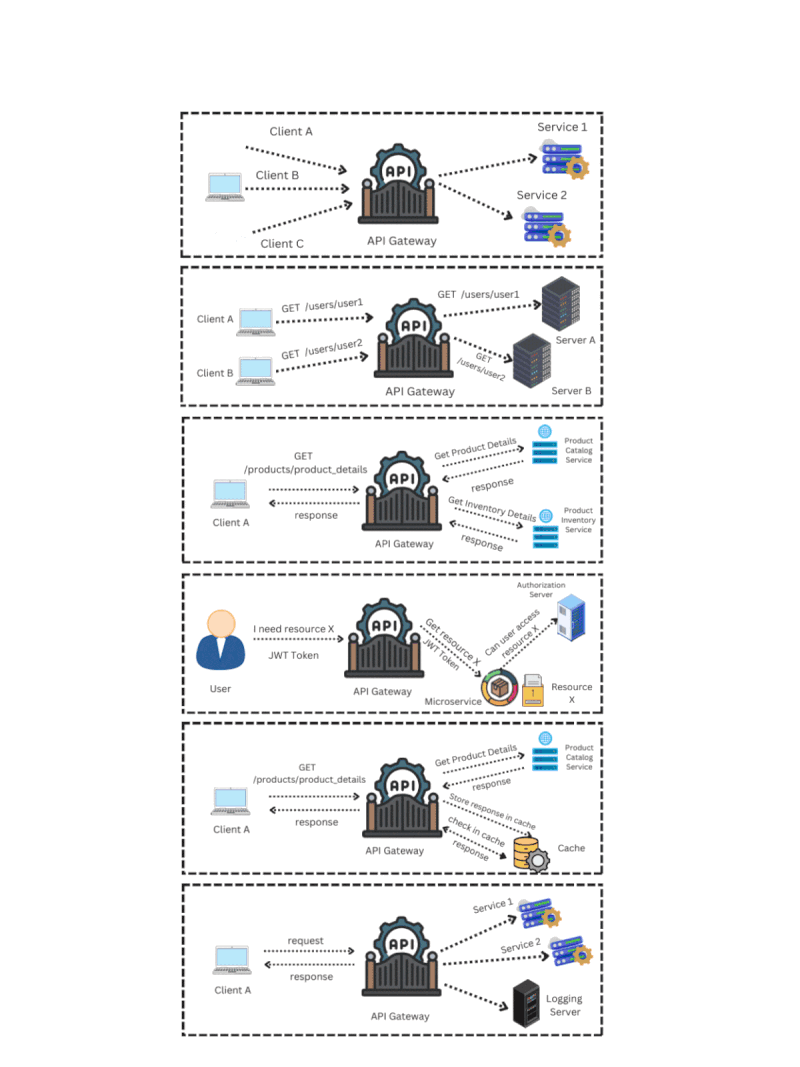 Client A
Service 1
API
Client B
Service 2
API Gateway
Client C
GET /users/user1
GET /users/user1
Client A
API
Server A
GET /users/user2
GET
/users/user2
Client B
API Gateway
Server B
GET
/products/product_details
API
Get Product Details
Product
Catalog
Service
response
response
Get Inventory Details
Product
Inventory
Service
Client A
response
API Gateway
Authorization
Server
I need resource X
JWT Token
API
Get resource X
JWT Token
Can user access
resource X
User
API Gateway
Microservice
Resource
X
GET
/products/product_details
API
Get Product Details
Product
Catalog
Service
response
response
Store response in cache
check in cache
response
Client A
API Gateway
Cache
Service 1
request
API
Service 2
response
Client A
API Gateway
Logging
Server